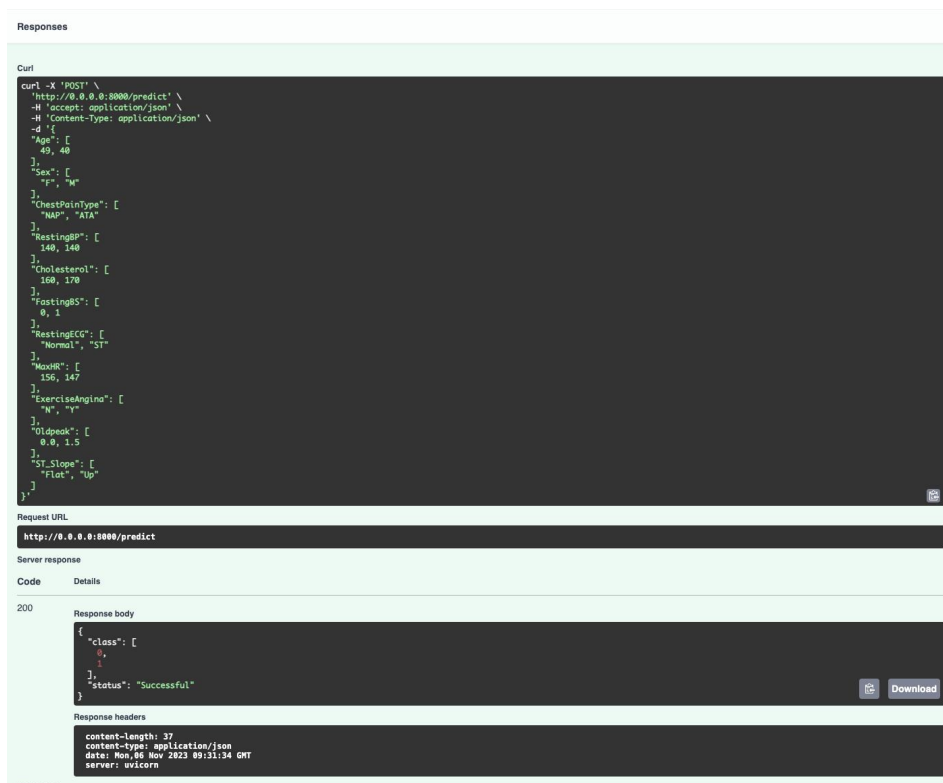 Responses
Curl
curl -X 'POST' \
  'http://0.0.0.0:8000/predict' \
  -H 'accept: application/json' \
  -H 'Content-Type: application/json' \
  -d '{
  "Age": [
    49, 40
  ],
  "Sex": [
    "F", "M"
  ],
  "ChestPainType": [
    "NAP", "ATA"
  ],
  "RestingBP": [
    140, 140
  ],
  "Cholesterol": [
    160, 170
  ],
  "FastingBS": [
    0, 1
  ],
  "RestingECG": [
    "Normal", "ST"
  ],
  "MaxHR": [
    156, 147
  ],
  "ExerciseAngina": [
    "N", "Y"
  ],
  "Oldpeak": [
    0.0, 1.5
  ],
  "ST_Slope": [
    "Flat", "Up"
  ]
}'
Request URL
http://0.0.0.0:8000/predict
Server response
Code Details
200
Response body
{
  "class": [
    0,
    1
  ],
  "status": "Successful"
}
Download
Response headers
content-length: 37
content-type: application/json
date: Mon,06 Nov 2023 09:31:34 GMT
server: uvicorn